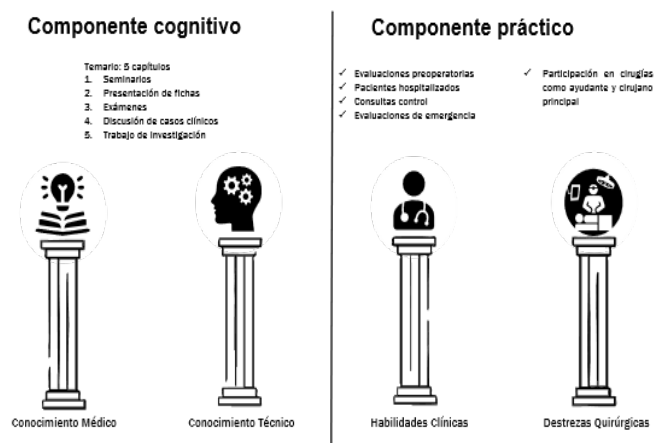 Componente cognitivo
Temario: 5 capítulos
1. Seminarios
2. Presentación de fichas
3. Exámenes
4. Discusión de casos clínicos
5. Trabajo de investigación
Conocimiento Médico
Conocimiento Técnico
Componente práctico
✓ Evaluaciones preoperatorias
✓ Pacientes hospitalizados
✓ Consultas control
✓ Evaluaciones de emergencia
✓ Participación en cirugías
como ayudante y cirujano
principal
Habilidades Clínicas
Destrezas Quirúrgicas